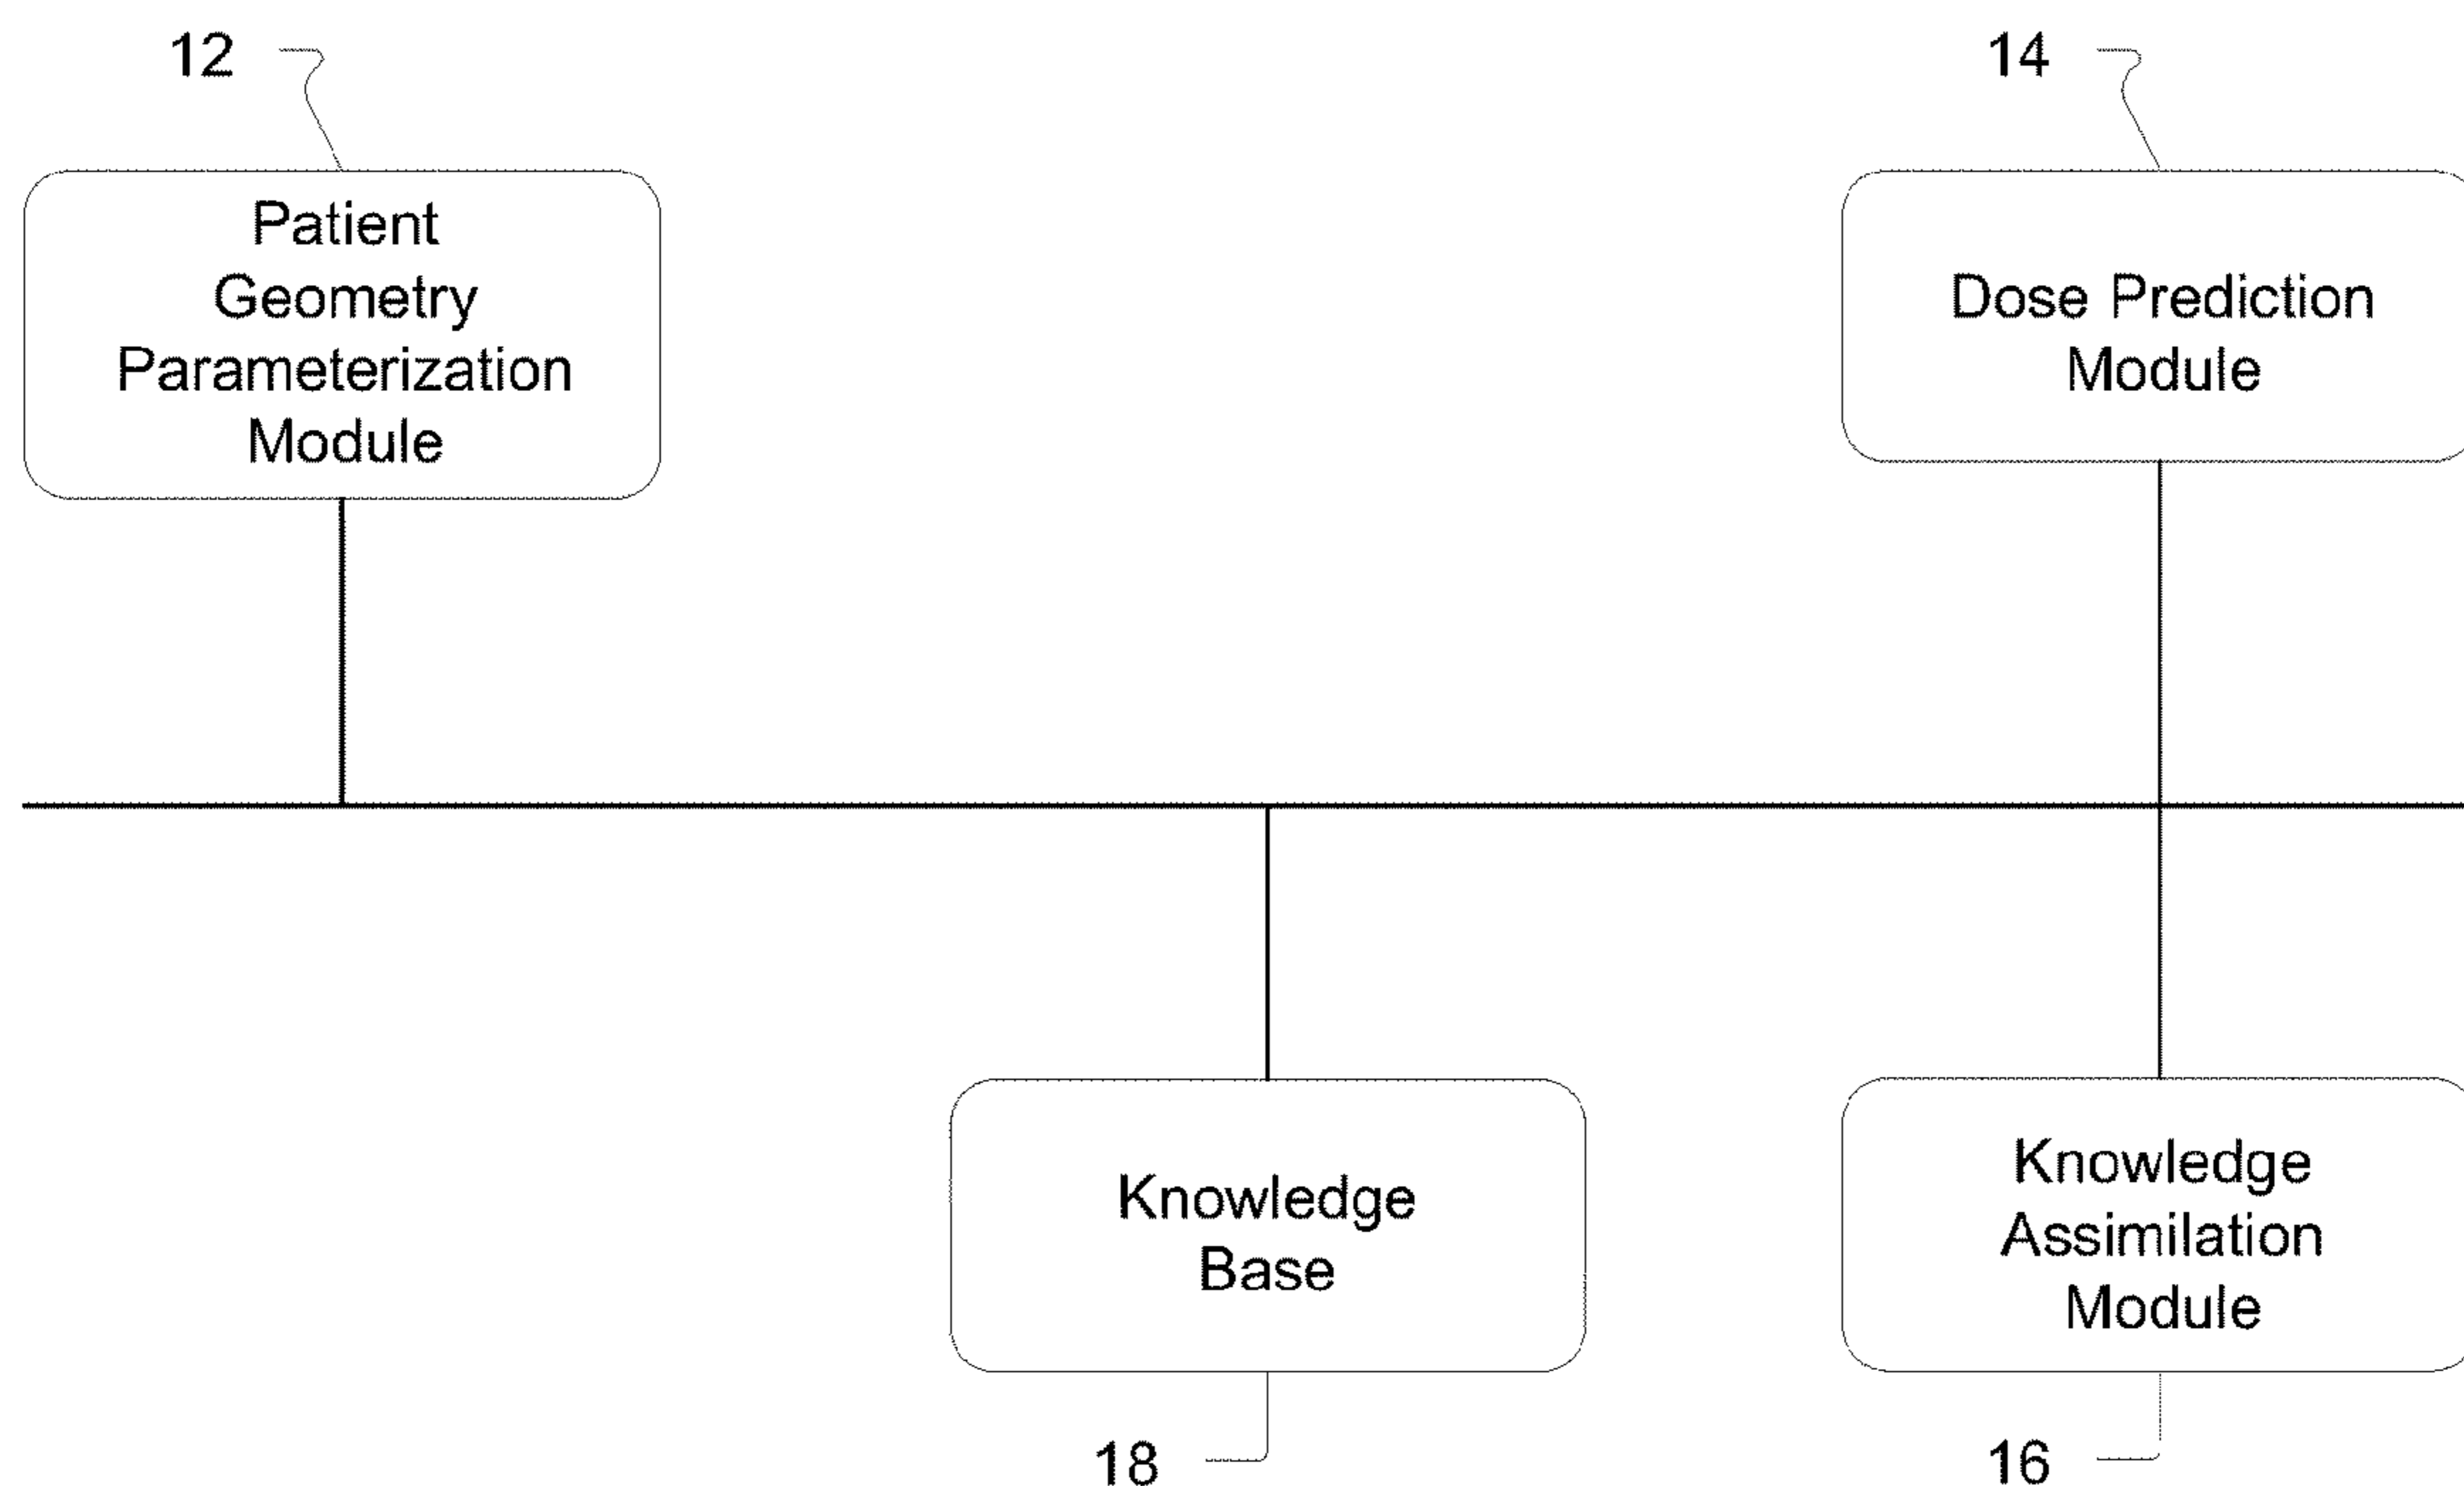 12
14
Patient
Geometry
Parameterization
Module
Dose Prediction
Module
Knowledge
Base
Knowledge
Assimilation
Module
18
16